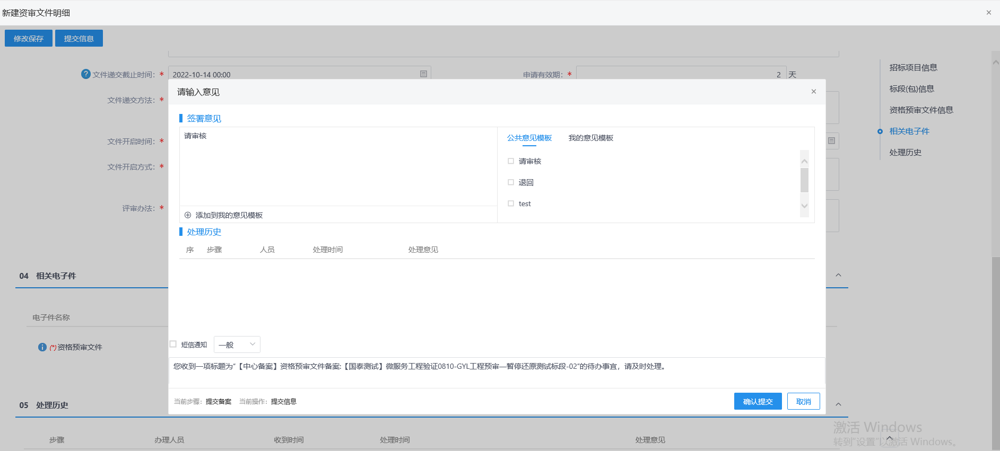 新建资审文件明细
修改保存 提交信息
文件递交截止时间： * 2022-10-14 00:00 申请有效期： * 2 天
招标项目信息
标段(包)信息
资格预审文件信息
相关电子件
处理历史
文件递交方法： *
文件开启时间： *
文件开启方式： *
评审办法： *
请输入意见
签署意见
请审核
添加到我的意见模板
公共意见模板 我的意见模板
请审核
退回
test
处理历史
序 步骤 人员 处理时间 处理意见
短信通知 一般
您收到一项标题为“【中心备案】资格预审文件备案:【国泰测试】微服务工程验证0810-GYL工程预审—暂停还原测试标段-02”的待办事宜，请及时处理。
当前步骤： 提交备案 当前操作： 提交信息
确认提交 取消
04 相关电子件
电子件名称
(*)资格预审文件
05 处理历史
步骤 办理人员 收到时间 处理时间 处理意见
激活 Windows
转到“设置”以激活 Windows。